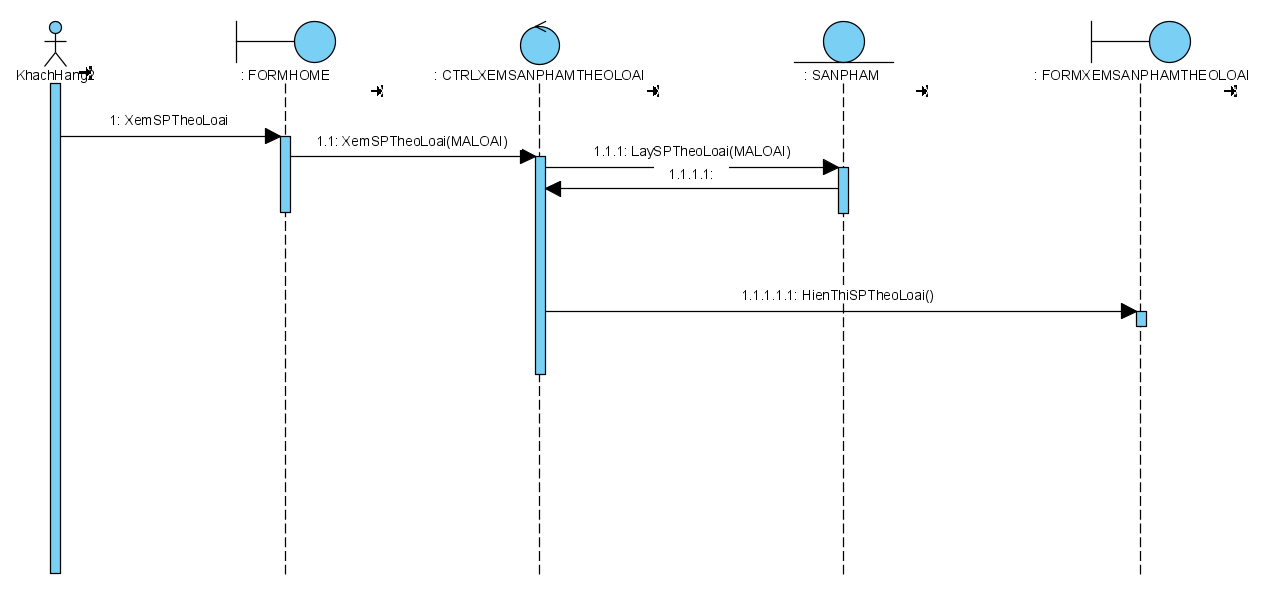 KhachHang2
: FORMHOME
: CTRLXEMSANPHAMTHEOLOAI
: SANPHAM
: FORMXEMSANPHAMTHEOLOAI
1: XemSPTheoLoai
1.1: XemSPTheoLoai(MALOAI)
1.1.1: LaySPTheoLoai(MALOAI)
1.1.1.1:
1.1.1.1.1: HienThiSPTheoLoai()